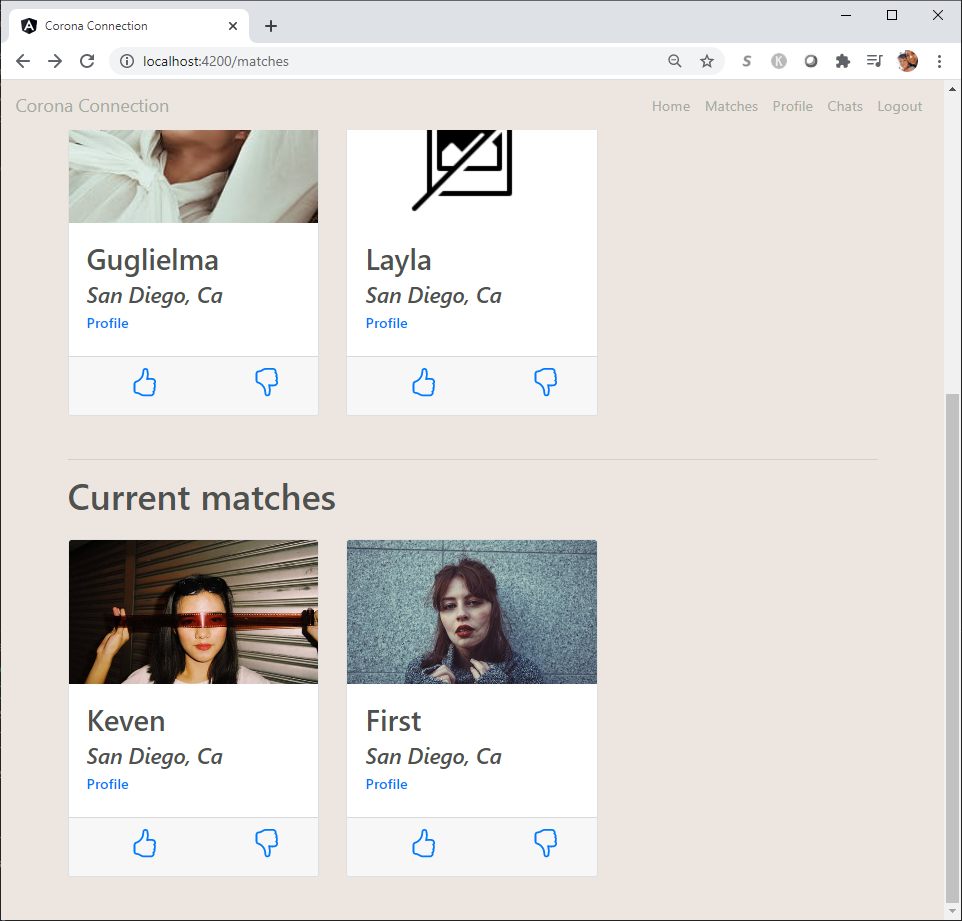 Corona Connection
localhost:4200/matches
Corona Connection
Home Matches Profile Chats Logout
Guglielma
San Diego, Ca
Profile
Layla
San Diego, Ca
Profile
Current matches
Keven
San Diego, Ca
Profile
First
San Diego, Ca
Profile